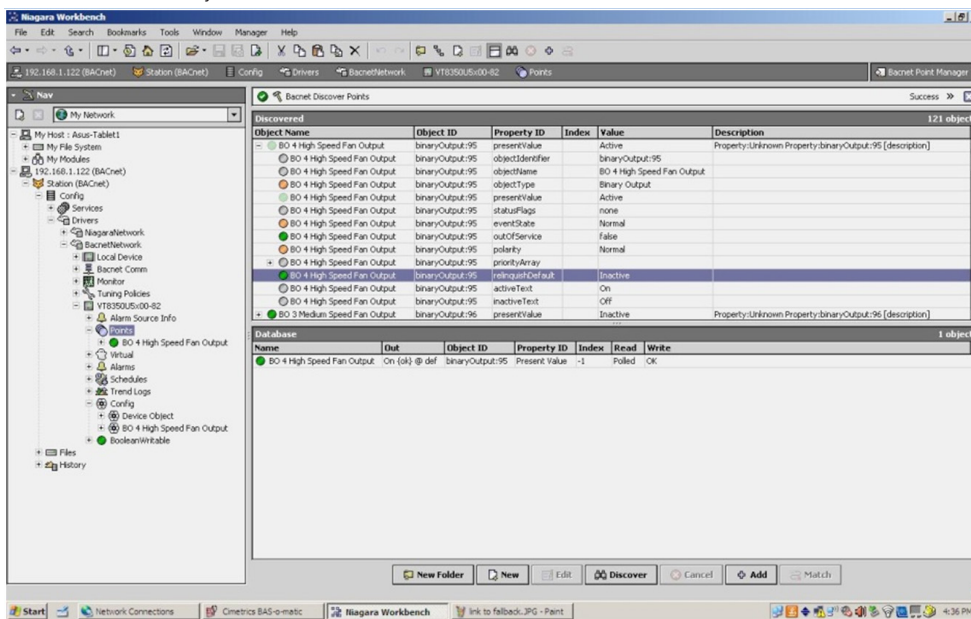 Niagara Workbench
File Edit Search Bookmarks Tools Window Manager Help
192.168.1.122 (BACnet) Station (BACnet) Config Drivers BacnetNetwork VT8350U5x00-82 Points Bacnet Point Manager
Nav
My Network
My Host : Asus-Tablet1
My File System
My Modules
192.168.1.122 (BACnet)
Station (BACnet)
Config
Services
Drivers
NiagaraNetwork
BacnetNetwork
Local Device
Bacnet Comm
Monitor
Tuning Policies
VT8350U5x00-82
Alarm Source Info
Points
BO 4 High Speed Fan Output
Virtual
Alarms
Schedules
Trend Logs
Config
Device Object
BO 4 High Speed Fan Output
BooleanWritable
Files
History
Bacnet Discover Points Success »
Discovered 121 object
Object Name Object ID Property ID Index Value Description
BO 4 High Speed Fan Output binaryOutput:95 presentValue Active Property:Unknown Property:binaryOutput:95 [description]
BO 4 High Speed Fan Output binaryOutput:95 objectIdentifier binaryOutput:95
BO 4 High Speed Fan Output binaryOutput:95 objectName BO 4 High Speed Fan Output
BO 4 High Speed Fan Output binaryOutput:95 objectType Binary Output
BO 4 High Speed Fan Output binaryOutput:95 presentValue Active
BO 4 High Speed Fan Output binaryOutput:95 statusFlags none
BO 4 High Speed Fan Output binaryOutput:95 eventState Normal
BO 4 High Speed Fan Output binaryOutput:95 outOfService false
BO 4 High Speed Fan Output binaryOutput:95 polarity Normal
BO 4 High Speed Fan Output binaryOutput:95 priorityArray
BO 4 High Speed Fan Output binaryOutput:95 relinquishDefault Inactive
BO 4 High Speed Fan Output binaryOutput:95 activeText On
BO 4 High Speed Fan Output binaryOutput:95 inactiveText Off
BO 3 Medium Speed Fan Output binaryOutput:96 presentValue Inactive Property:Unknown Property:binaryOutput:96 [description]
Database 1 object
Name Out Object ID Property ID Index Read Write
BO 4 High Speed Fan Output On {ok} @ def binaryOutput:95 Present Value -1 Polled OK
New Folder New Edit Discover Cancel Add Match
Start Network Connections Cimetrics BAS-o-matic Niagara Workbench link to fallback.JPG - Paint 4:36 PM